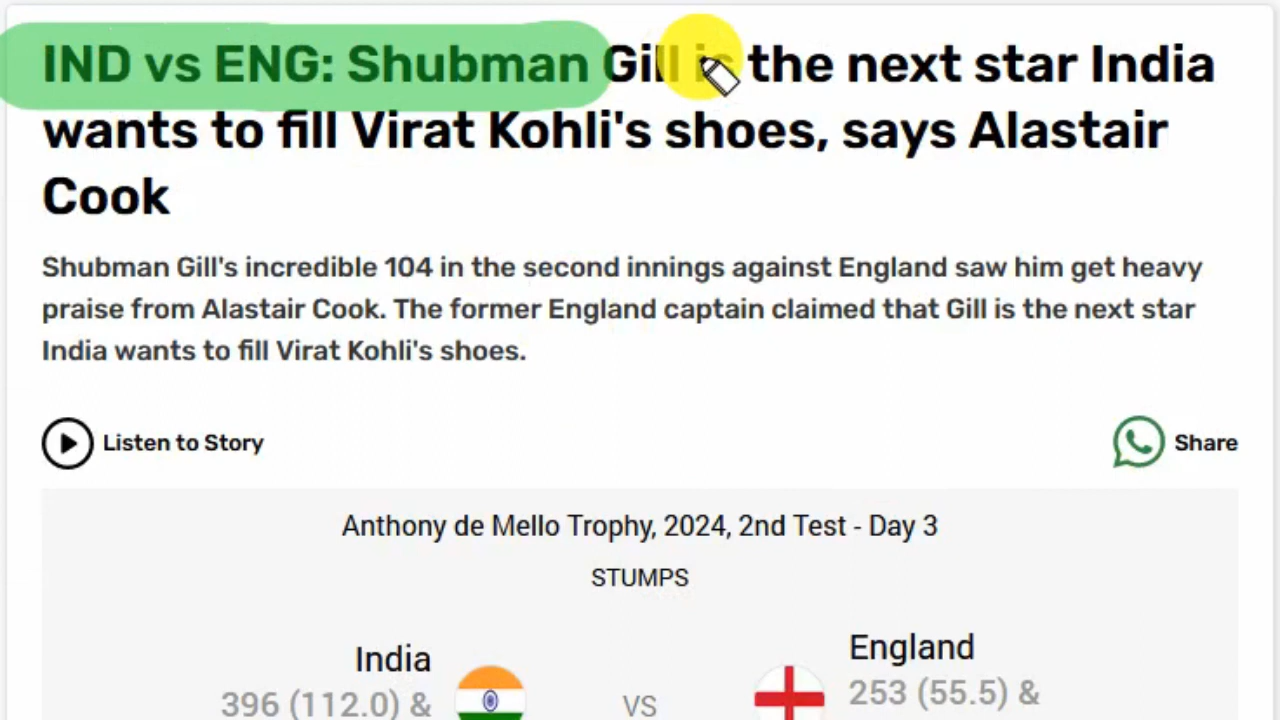 IND vs ENG: Shubman Gill is the next star India
wants to fill Virat Kohli's shoes, says Alastair
Cook
Shubman Gill's incredible 104 in the second innings against England saw him get heavy
praise from Alastair Cook. The former England captain claimed that Gill is the next star
India wants to fill Virat Kohli's shoes.
Listen to Story
Share
Anthony de Mello Trophy, 2024, 2nd Test - Day 3
STUMPS
India
396 (112.0) &
VS
England
253 (55.5) &